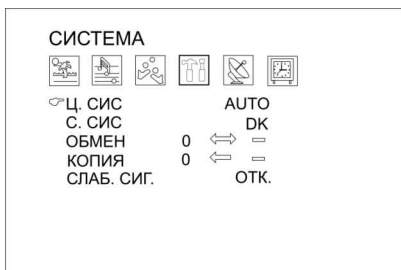 СИСТЕМА
Ц. СИС AUTO
С. СИС DK
ОБМЕН 0 ⇔ –
КОПИЯ 0 ⇐ –
СЛАБ. СИГ. ОТК.